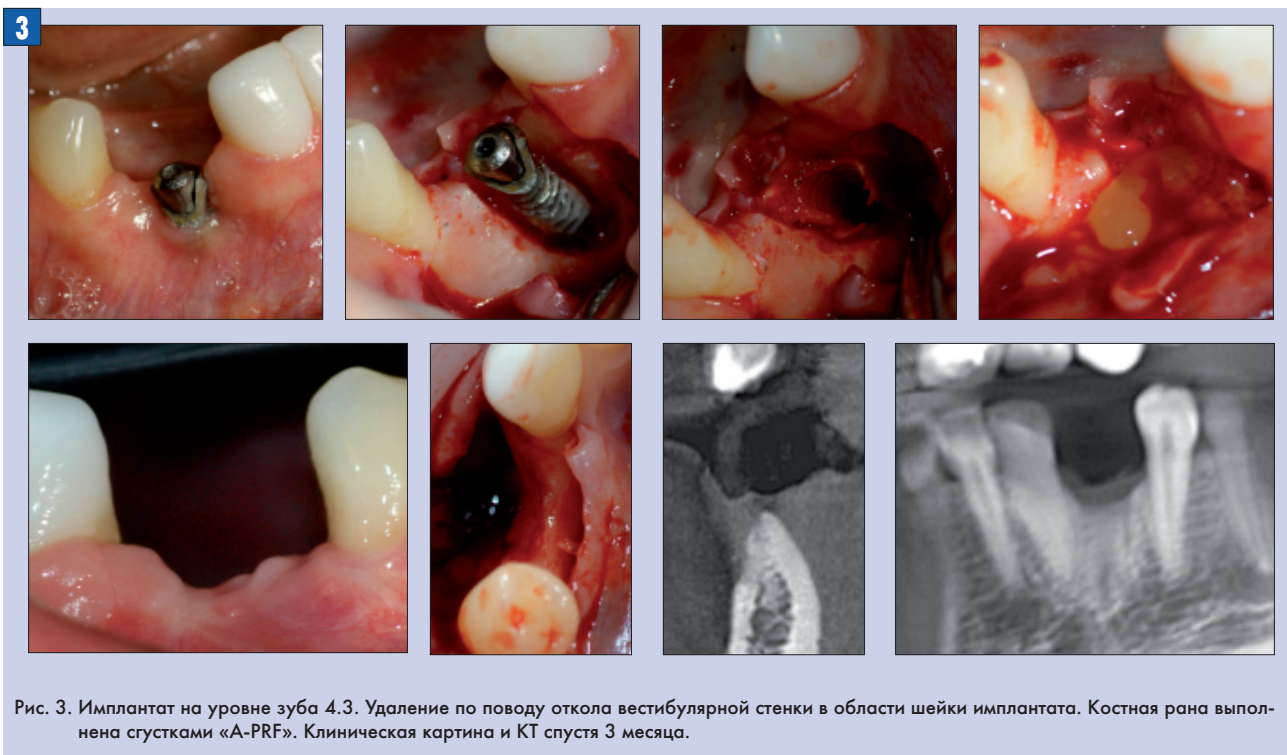 3
Рис. 3. Имплантат на уровне зуба 4.3. Удаление по поводу откола вестибулярной стенки в области шейки имплантата. Костная рана выпол-
нена сгустками «A-PRF». Клиническая картина и КТ спустя 3 месяца.